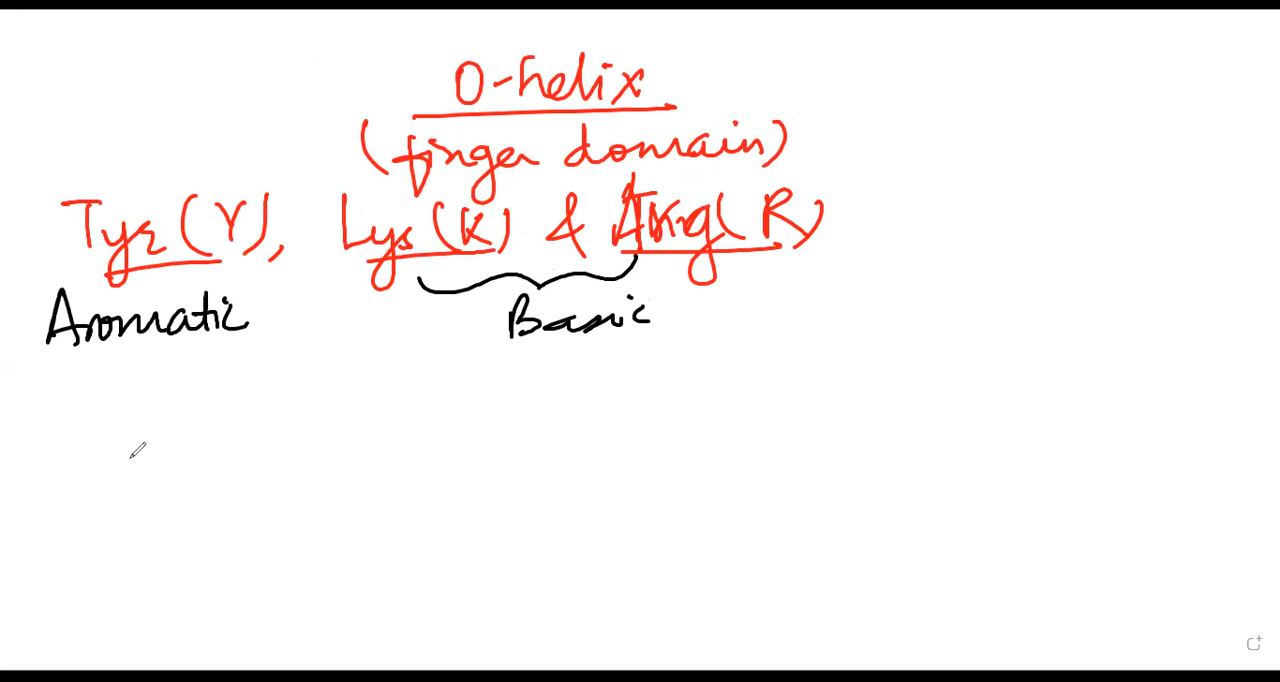 O-helix
(finger domain)
Tyr(Y), Lys(K) & Arg(R)
Aromatic Basic